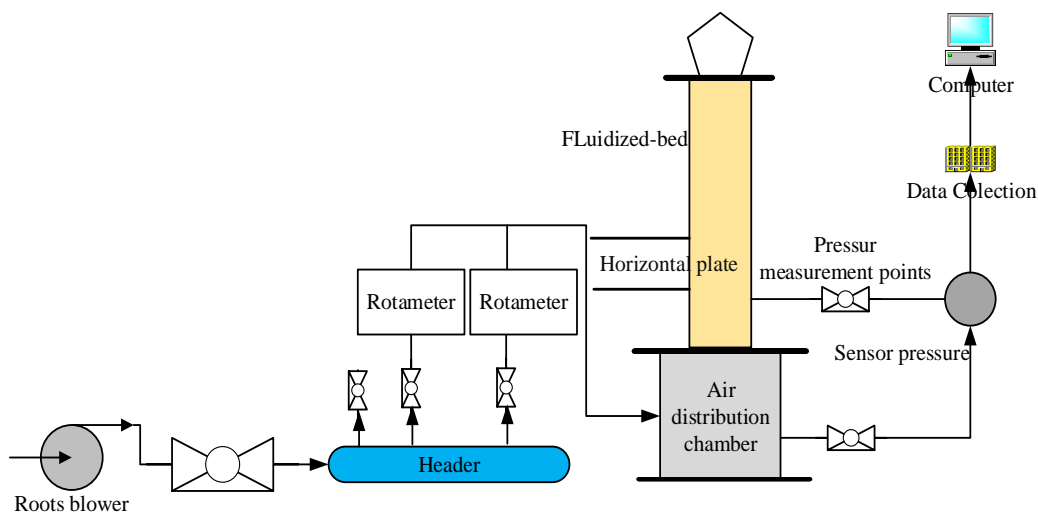 Computer
FLuidized-bed
Data Colection
Pressur
measurement points
Horizontal plate
Rotameter
Rotameter
Sensor pressure
Air
distribution
chamber
Header
Roots blower